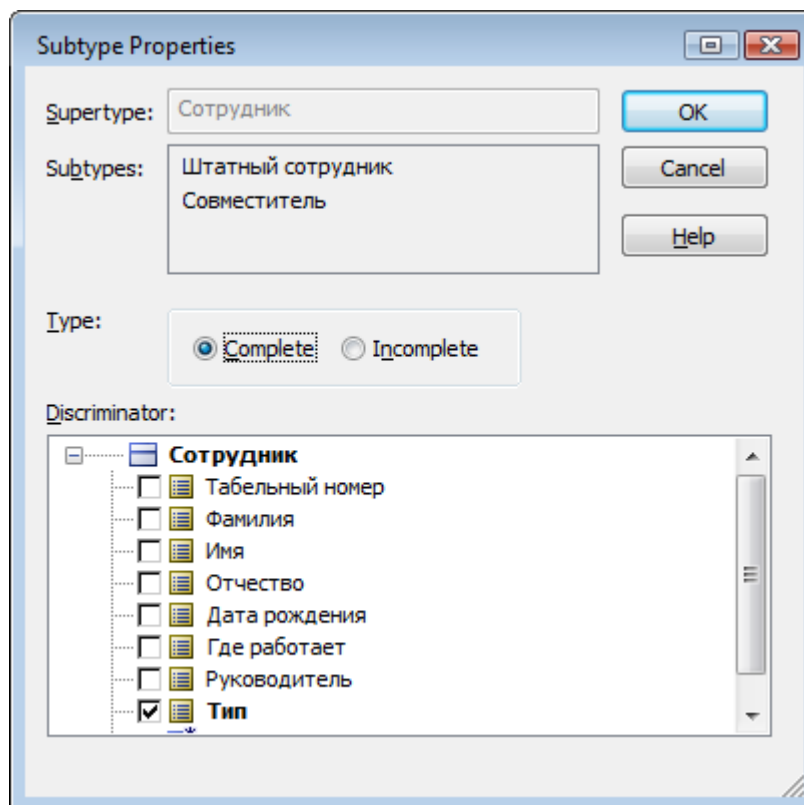 Subtype Properties
Supertype: Сотрудник
OK
Subtypes: Штатный сотрудник
Cancel
Совместитель
Help
Type:
Complete Incomplete
Discriminator:
Сотрудник
Табельный номер
Фамилия
Имя
Отчество
Дата рождения
Где работает
Руководитель
Тип